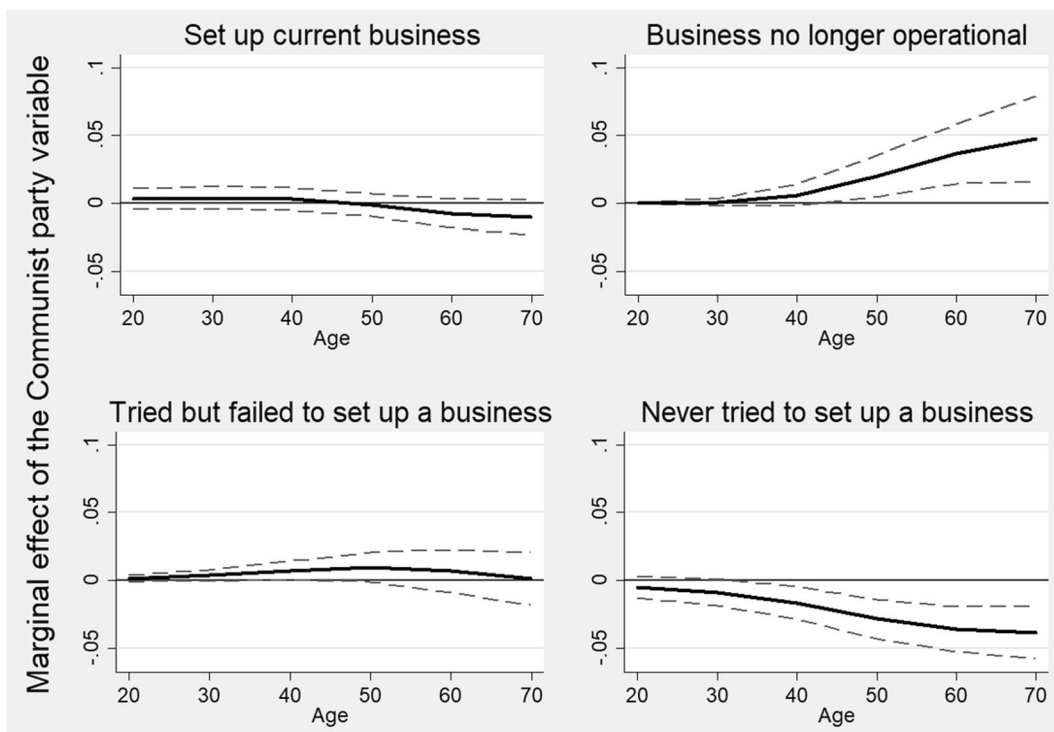 Marginal effect of the Communist party variable
Set up current business
.1
.05
0
-.05
20 30 40 50 60 70
Age
Business no longer operational
.1
.05
0
-.05
20 30 40 50 60 70
Age
Tried but failed to set up a business
.1
.05
0
-.05
20 30 40 50 60 70
Age
Never tried to set up a business
.1
.05
0
-.05
20 30 40 50 60 70
Age